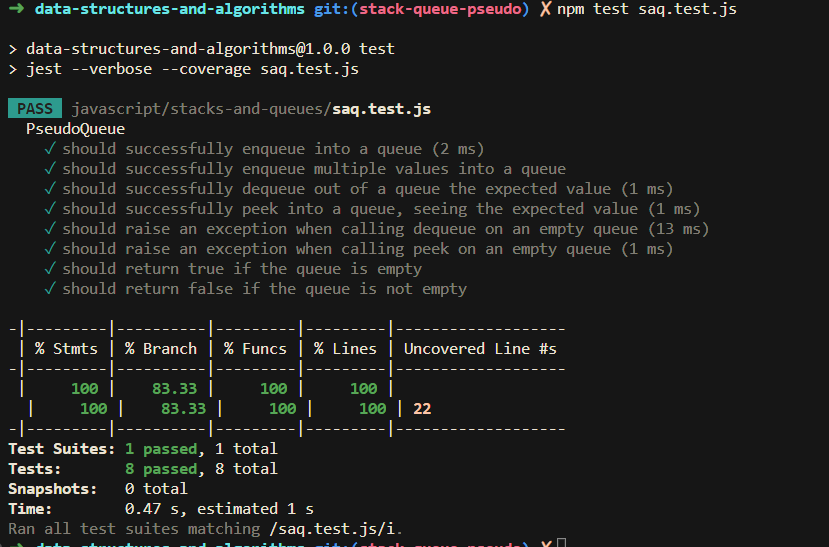 → data-structures-and-algorithms git:(stack-queue-pseudo) ✗ npm test saq.test.js
> data-structures-and-algorithms@1.0.0 test
> jest --verbose --coverage saq.test.js
PASS javascript/stacks-and-queues/saq.test.js
PseudoQueue
√ should successfully enqueue into a queue (2 ms)
√ should successfully enqueue multiple values into a queue
√ should successfully dequeue out of a queue the expected value (1 ms)
√ should successfully peek into a queue, seeing the expected value (1 ms)
√ should raise an exception when calling dequeue on an empty queue (13 ms)
√ should raise an exception when calling peek on an empty queue (1 ms)
√ should return true if the queue is empty
√ should return false if the queue is not empty
-|---------|----------|---------|---------|-------------------
| % Stmts | % Branch | % Funcs | % Lines | Uncovered Line #s
-|---------|----------|---------|---------|-------------------
| 100 | 83.33 | 100 | 100 |
| 100 | 83.33 | 100 | 100 | 22
-|---------|----------|---------|---------|-------------------
Test Suites: 1 passed, 1 total
Tests: 8 passed, 8 total
Snapshots: 0 total
Time: 0.47 s, estimated 1 s
Ran all test suites matching /saq.test.js/i.
→ data-structures-and-algorithms git:(stack-queue-pseudo) ✗